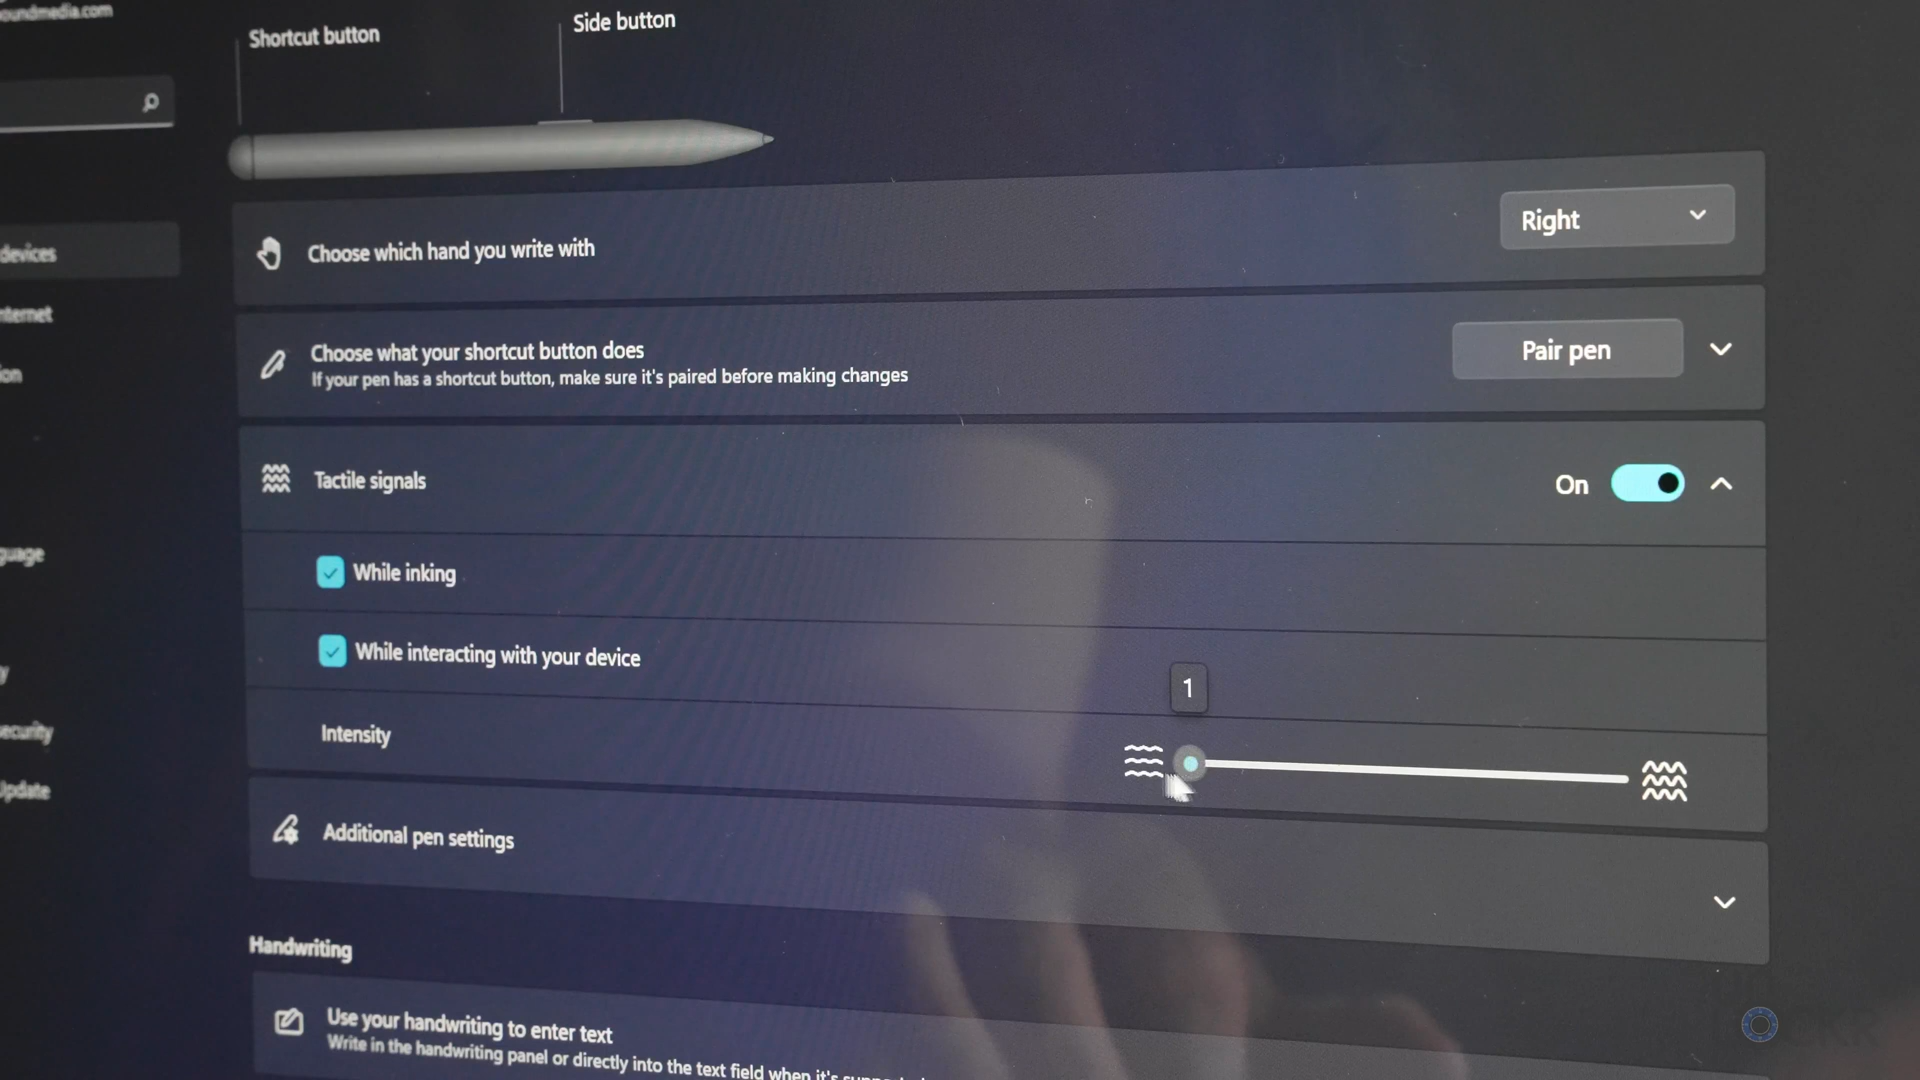 oundmedia.com
Shortcut button
Side button
Choose which hand you write with
Right
devices
Choose what your shortcut button does
If your pen has a shortcut button, make sure it's paired before making changes
Pair pen
Tactile signals
On
While inking
While interacting with your device
1
Intensity
Update
Additional pen settings
Handwriting
Use your handwriting to enter text
Write in the handwriting panel or directly into the text field when it's